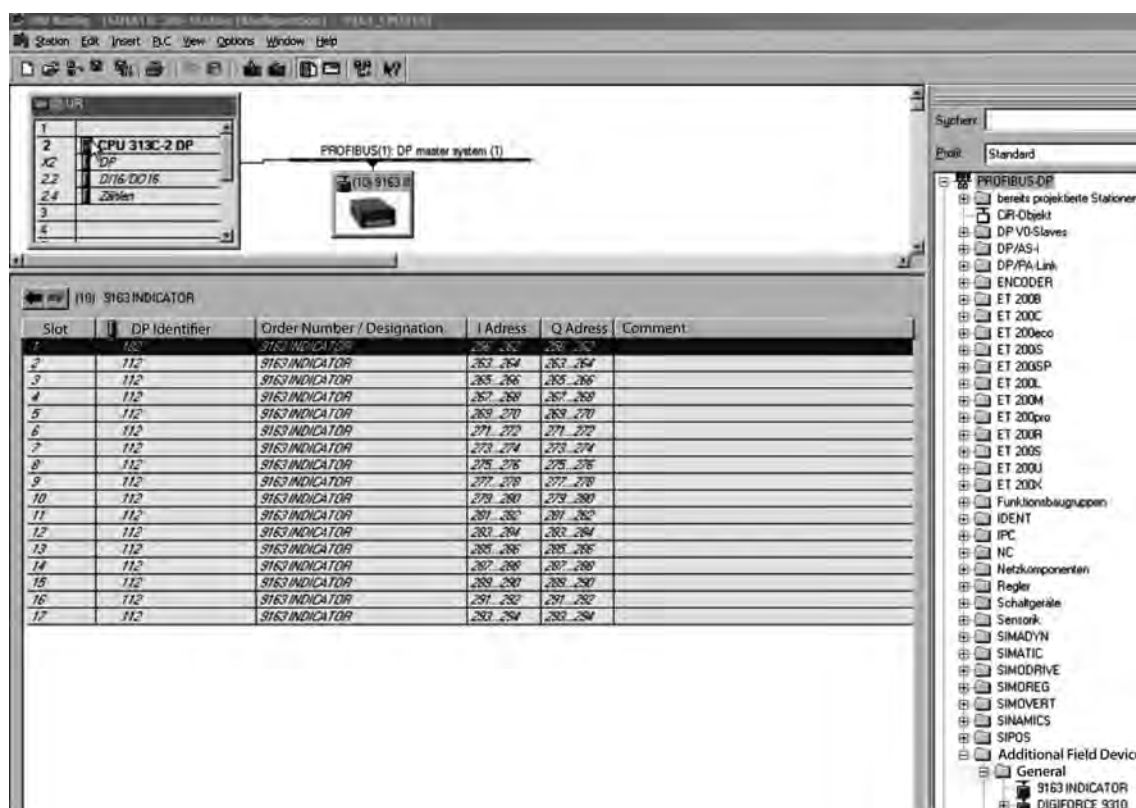 Station Edit Insert PLC View Options Window Help
UR
1
2 CPU 313C-2 DP
X2 DP
2.2 DI16/DO16
2.4 Zählen
3
4
PROFIBUS(1): DP master system (1)
(10) 9163 I
Suchen:
Profil: Standard
PROFIBUS-DP
bereits projektierte Stationen
CiR-Objekt
DP V0-Slaves
DP/AS-i
DP/PA-Link
ENCODER
ET 200B
ET 200C
ET 200eco
ET 200iS
ET 200iSP
ET 200L
ET 200M
ET 200pro
ET 200R
ET 200S
ET 200U
ET 200X
Funktionsbaugruppen
IDENT
IPC
NC
Netzkomponenten
Regler
Schaltgeräte
Sensorik
SIMADYN
SIMATIC
SIMODRIVE
SIMOREG
SIMOVERT
SINAMICS
SIPOS
Additional Field Devic
General
9163 INDICATOR
DIGIFORCE 9310
(10) 9163 INDICATOR
Slot DP Identifier Order Number / Designation I Adress Q Adress Comment
1 9163 INDICATOR 256...262 256...262
2 112 9163 INDICATOR 263...264 263...264
3 112 9163 INDICATOR 265...266 265...266
4 112 9163 INDICATOR 267...268 267...268
5 112 9163 INDICATOR 269...270 269...270
6 112 9163 INDICATOR 271...272 271...272
7 112 9163 INDICATOR 273...274 273...274
8 112 9163 INDICATOR 275...276 275...276
9 112 9163 INDICATOR 277...278 277...278
10 112 9163 INDICATOR 279...280 279...280
11 112 9163 INDICATOR 281...282 281...282
12 112 9163 INDICATOR 283...284 283...284
13 112 9163 INDICATOR 285...286 285...286
14 112 9163 INDICATOR 287...288 287...288
15 112 9163 INDICATOR 289...290 289...290
16 112 9163 INDICATOR 291...292 291...292
17 112 9163 INDICATOR 293...294 293...294